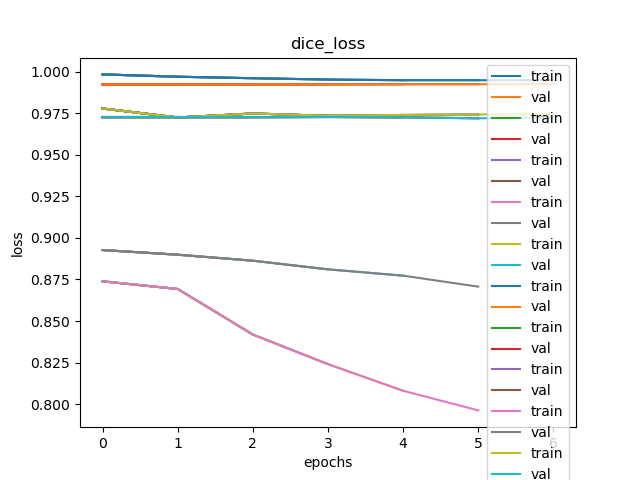 dice_loss
loss
1.000
0.975
0.950
0.925
0.900
0.875
0.850
0.825
0.800
0 1 2 3 4 5 6
epochs
train
val
train
val
train
val
train
val
train
val
train
val
train
val
train
val
train
val
train
val